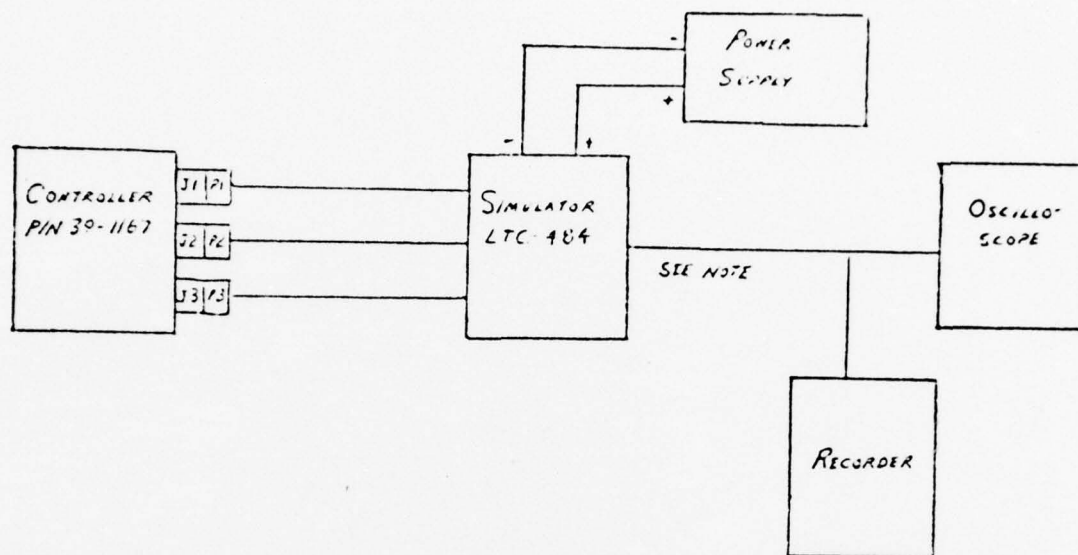 POWER
SUPPLY
-
+
-
+
CONTROLLER
P/N 39-1167
J1 P1
J2 P2
J3 P3
SIMULATOR
LTC-484
SEE NOTE
OSCILLO-
SCOPE
RECORDER